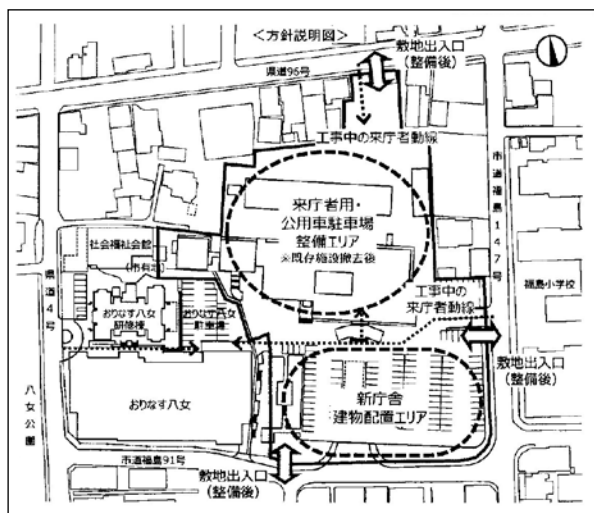 <方針説明図>
敷地出入口
(整備後)
県道96号
工事中の来庁者動線
来庁者用・
公用車駐車場
整備エリア
※既存施設撤去後
市道福島147号
社会福祉会館
(市有地)
県道4号
おりなす八女
研修棟
おりなす八女
駐車場
工事中の
来庁者動線
福島小学校
敷地出入口
(整備後)
新庁舎
建物配置エリア
おりなす八女
八女公園
市道福島91号
敷地出入口
(整備後)